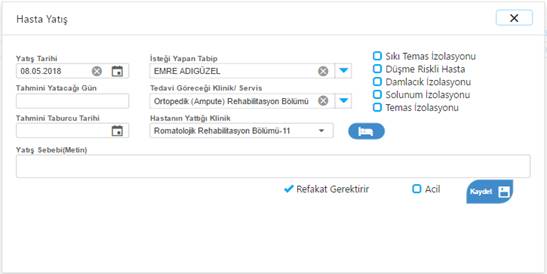 Hasta Yatış
Yatış Tarihi
08.05.2018
İsteği Yapan Tabip
EMRE ADIGÜZEL
Sıkı Temas İzolasyonu
Düşme Riskli Hasta
Damlacık İzolasyonu
Solunum İzolasyonu
Temas İzolasyonu
Tahmini Yatacağı Gün
Tedavi Göreceği Klinik/ Servis
Ortopedik (Ampute) Rehabilitasyon Bölümü
Tahmini Taburcu Tarihi
Hastanın Yattığı Klinik
Romatolojik Rehabilitasyon Bölümü-11
Yatış Sebebi(Metin)
Refakat Gerektirir
Acil
Kaydet